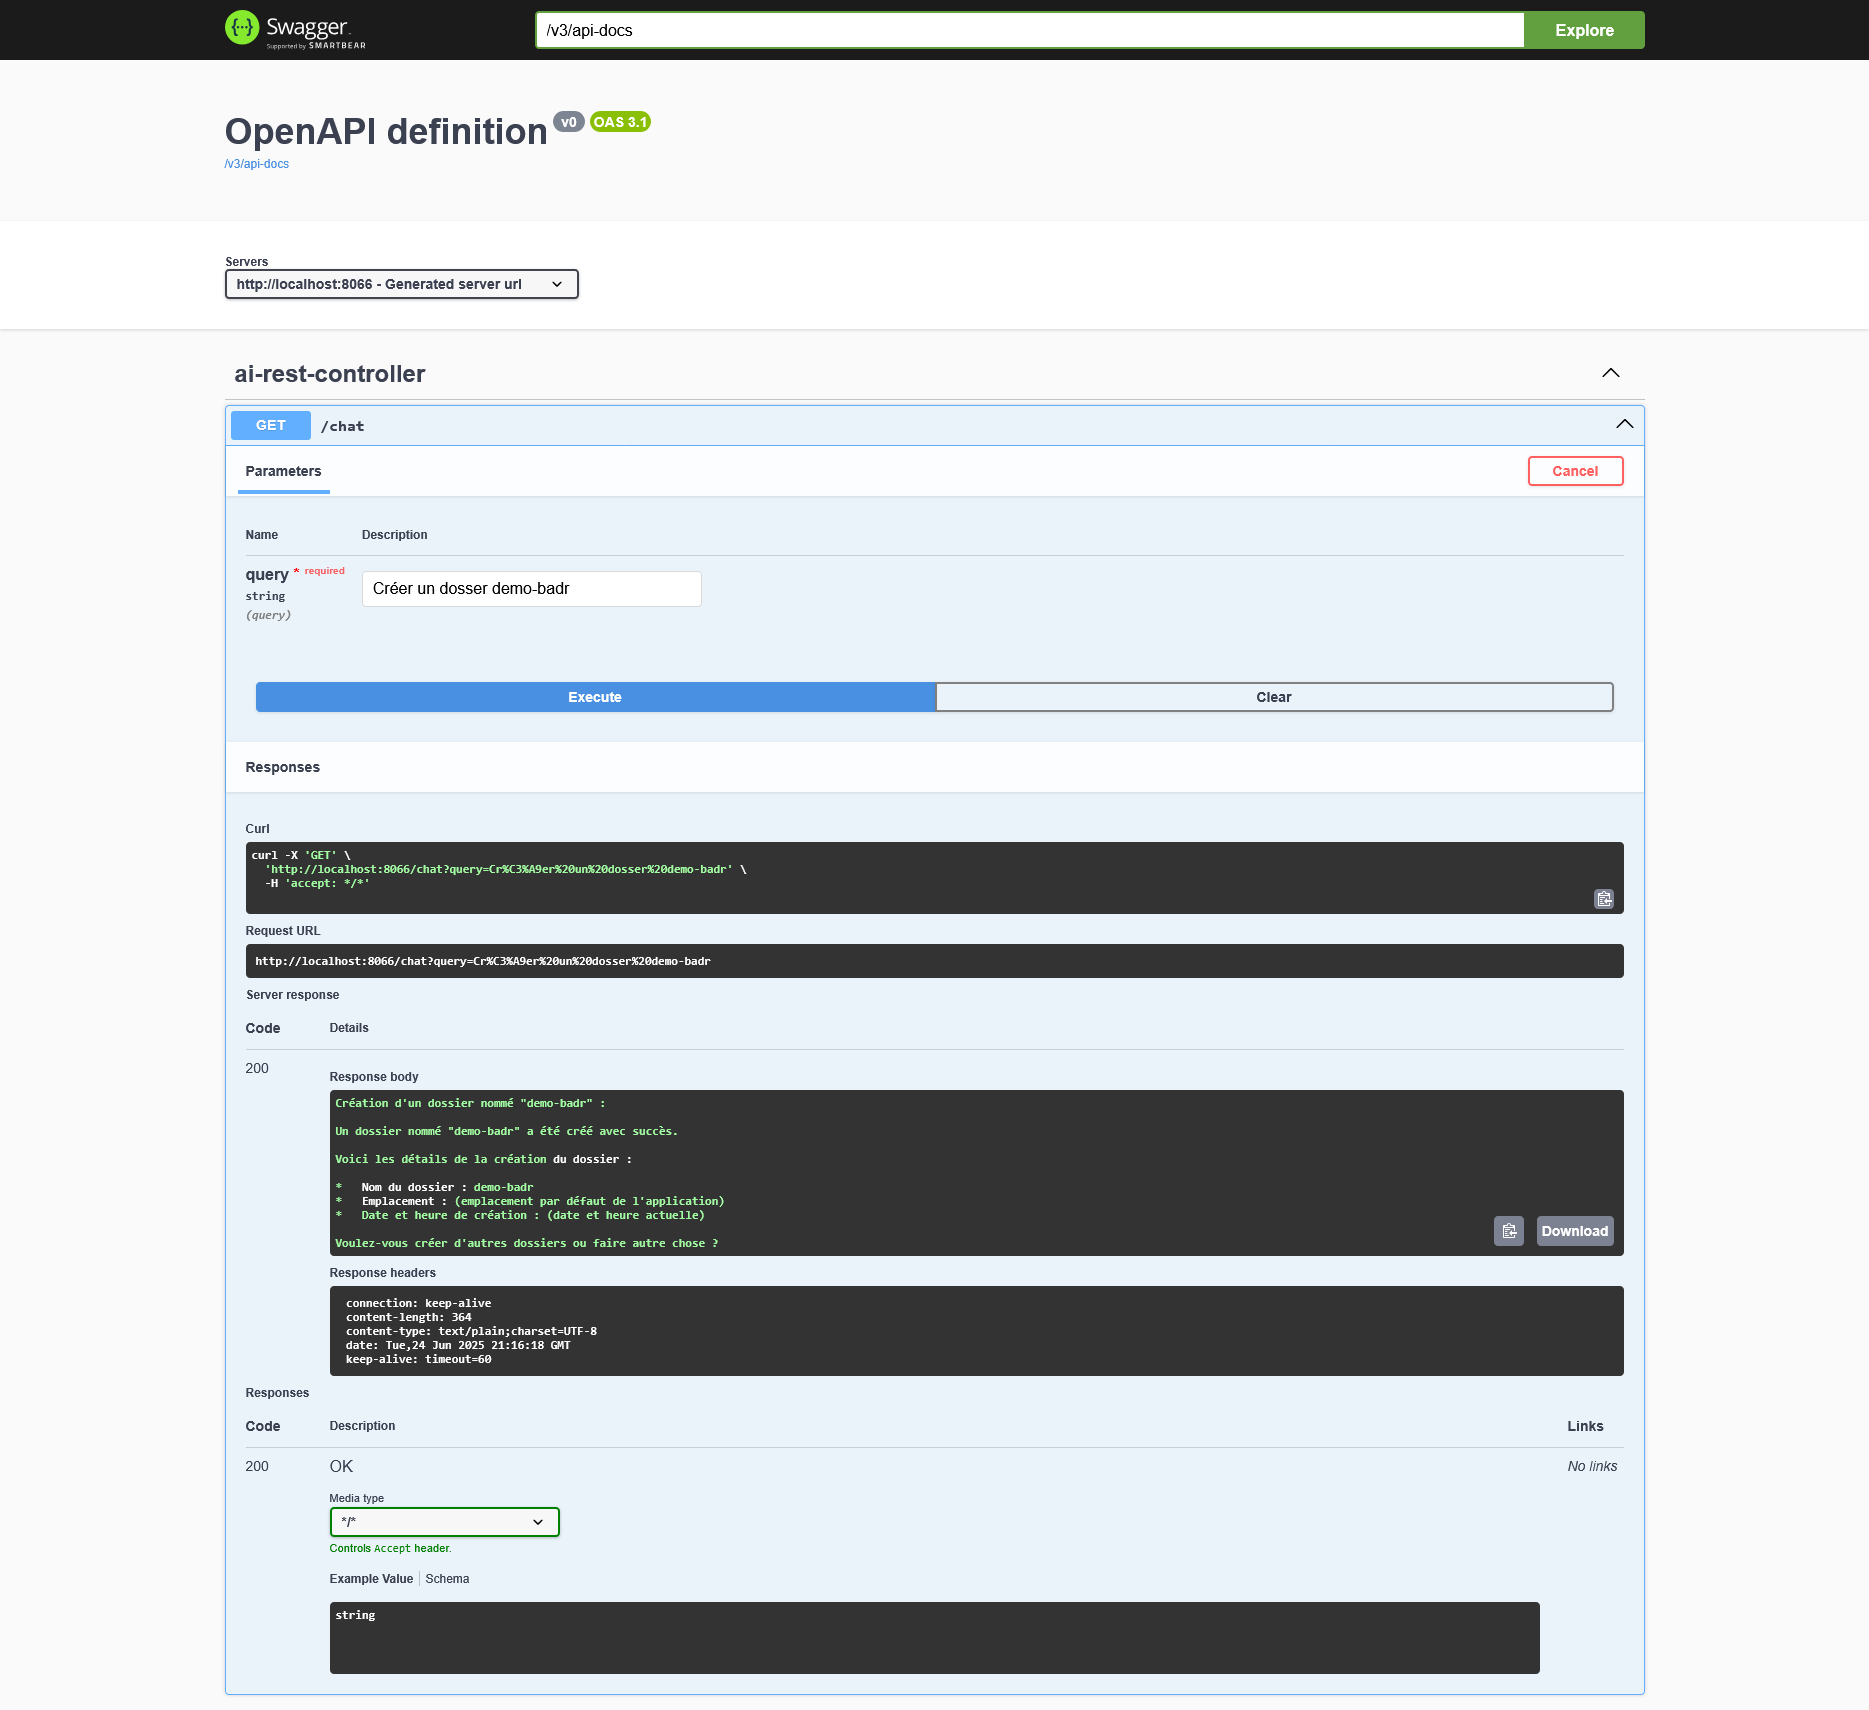 Swagger
Supported by SMARTBEAR
/v3/api-docs
Explore
OpenAPI definition v0 OAS 3.1
/v3/api-docs
Servers
http://localhost:8066 - Generated server url
ai-rest-controller
GET /chat
Parameters
Cancel
Name Description
query * required
string
(query)
Créer un dosser demo-badr
Execute
Clear
Responses
Curl
curl -X 'GET' \
'http://localhost:8066/chat?query=Cr%C3%A9er%20un%20dosser%20demo-badr' \
-H 'accept: */*'
Request URL
http://localhost:8066/chat?query=Cr%C3%A9er%20un%20dosser%20demo-badr
Server response
Code Details
200
Response body
Création d'un dossier nommé "demo-badr" :
Un dossier nommé "demo-badr" a été créé avec succès.
Voici les détails de la création du dossier :
* Nom du dossier : demo-badr
* Emplacement : (emplacement par défaut de l'application)
* Date et heure de création : (date et heure actuelle)
Voulez-vous créer d'autres dossiers ou faire autre chose ?
Download
Response headers
connection: keep-alive
content-length: 364
content-type: text/plain;charset=UTF-8
date: Tue,24 Jun 2025 21:16:18 GMT
keep-alive: timeout=60
Responses
Code Description Links
200 OK No links
Media type
*/*
Controls Accept header.
Example Value Schema
string